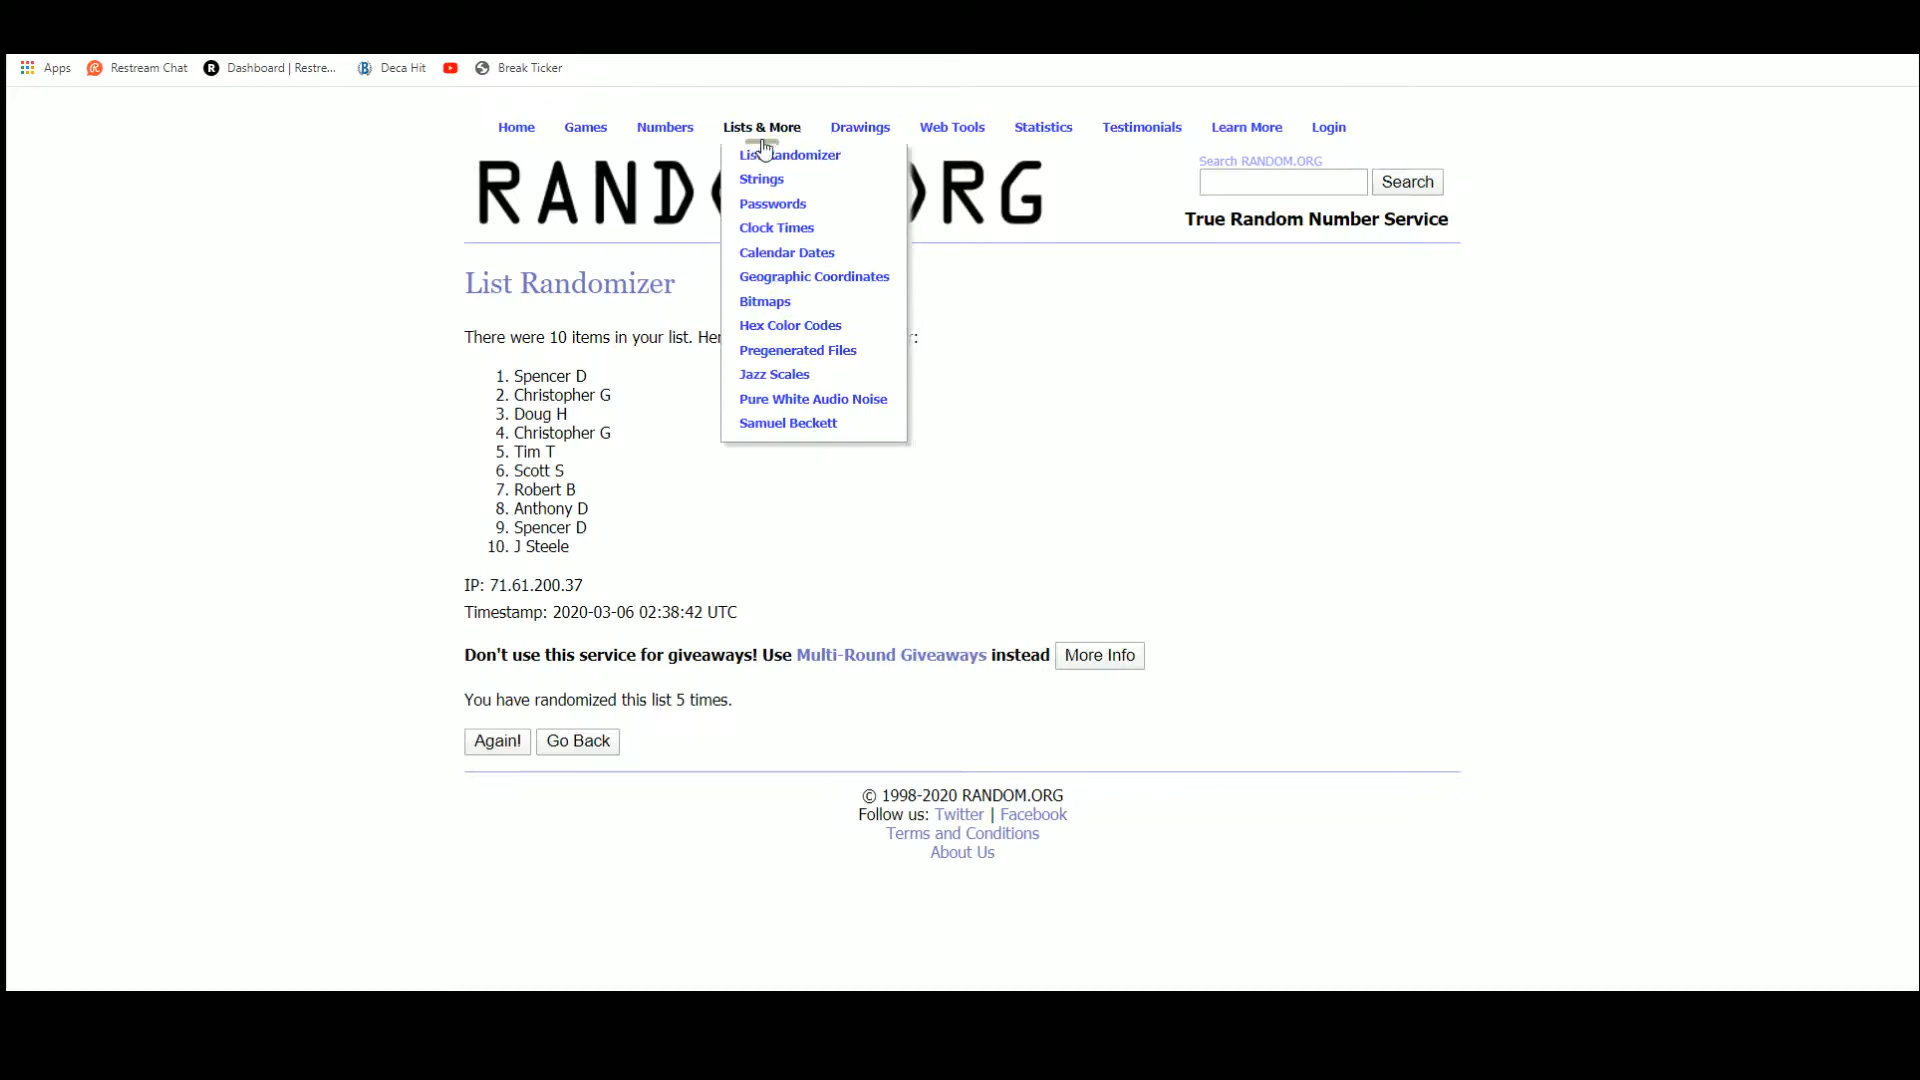 Apps Restream Chat Dashboard | Restre... Deca Hit Break Ticker
Home Games Numbers Lists & More Drawings Web Tools Statistics Testimonials Learn More Login
List Randomizer
Strings
Passwords
Clock Times
Calendar Dates
Geographic Coordinates
Bitmaps
Hex Color Codes
Pregenerated Files
Jazz Scales
Pure White Audio Noise
Samuel Beckett
RAND RG
Search RANDOM.ORG
Search
True Random Number Service
List Randomizer
There were 10 items in your list. Her :
1. Spencer D
2. Christopher G
3. Doug H
4. Christopher G
5. Tim T
6. Scott S
7. Robert B
8. Anthony D
9. Spencer D
10. J Steele
IP: 71.61.200.37
Timestamp: 2020-03-06 02:38:42 UTC
Don't use this service for giveaways! Use Multi-Round Giveaways instead More Info
You have randomized this list 5 times.
Again! Go Back
© 1998-2020 RANDOM.ORG
Follow us: Twitter | Facebook
Terms and Conditions
About Us